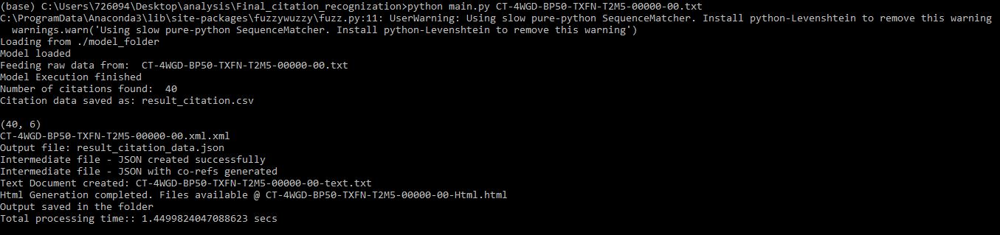 (base) C:\Users\726094\Desktop\analysis\Final_citation_recognization>python main.py CT-4WGD-BP50-TXFN-T2M5-00000-00.txt
C:\ProgramData\Anaconda3\lib\site-packages\fuzzywuzzy\fuzz.py:11: UserWarning: Using slow pure-python SequenceMatcher. Install python-Levenshtein to remove this warning
  warnings.warn('Using slow pure-python SequenceMatcher. Install python-Levenshtein to remove this warning')
Loading from ./model_folder
Model loaded
Feeding raw data from:  CT-4WGD-BP50-TXFN-T2M5-00000-00.txt
Model Execution finished
Number of citations found:  40
Citation data saved as: result_citation.csv

(40, 6)
CT-4WGD-BP50-TXFN-T2M5-00000-00.xml.xml
Output file: result_citation_data.json
Intermediate file - JSON created successfully
Intermediate file - JSON with co-refs generated
Text Document created: CT-4WGD-BP50-TXFN-T2M5-00000-00-text.txt
Html Generation completed. Files available @ CT-4WGD-BP50-TXFN-T2M5-00000-00-Html.html
Output saved in the folder
Total processing time:: 1.4499824047088623 secs